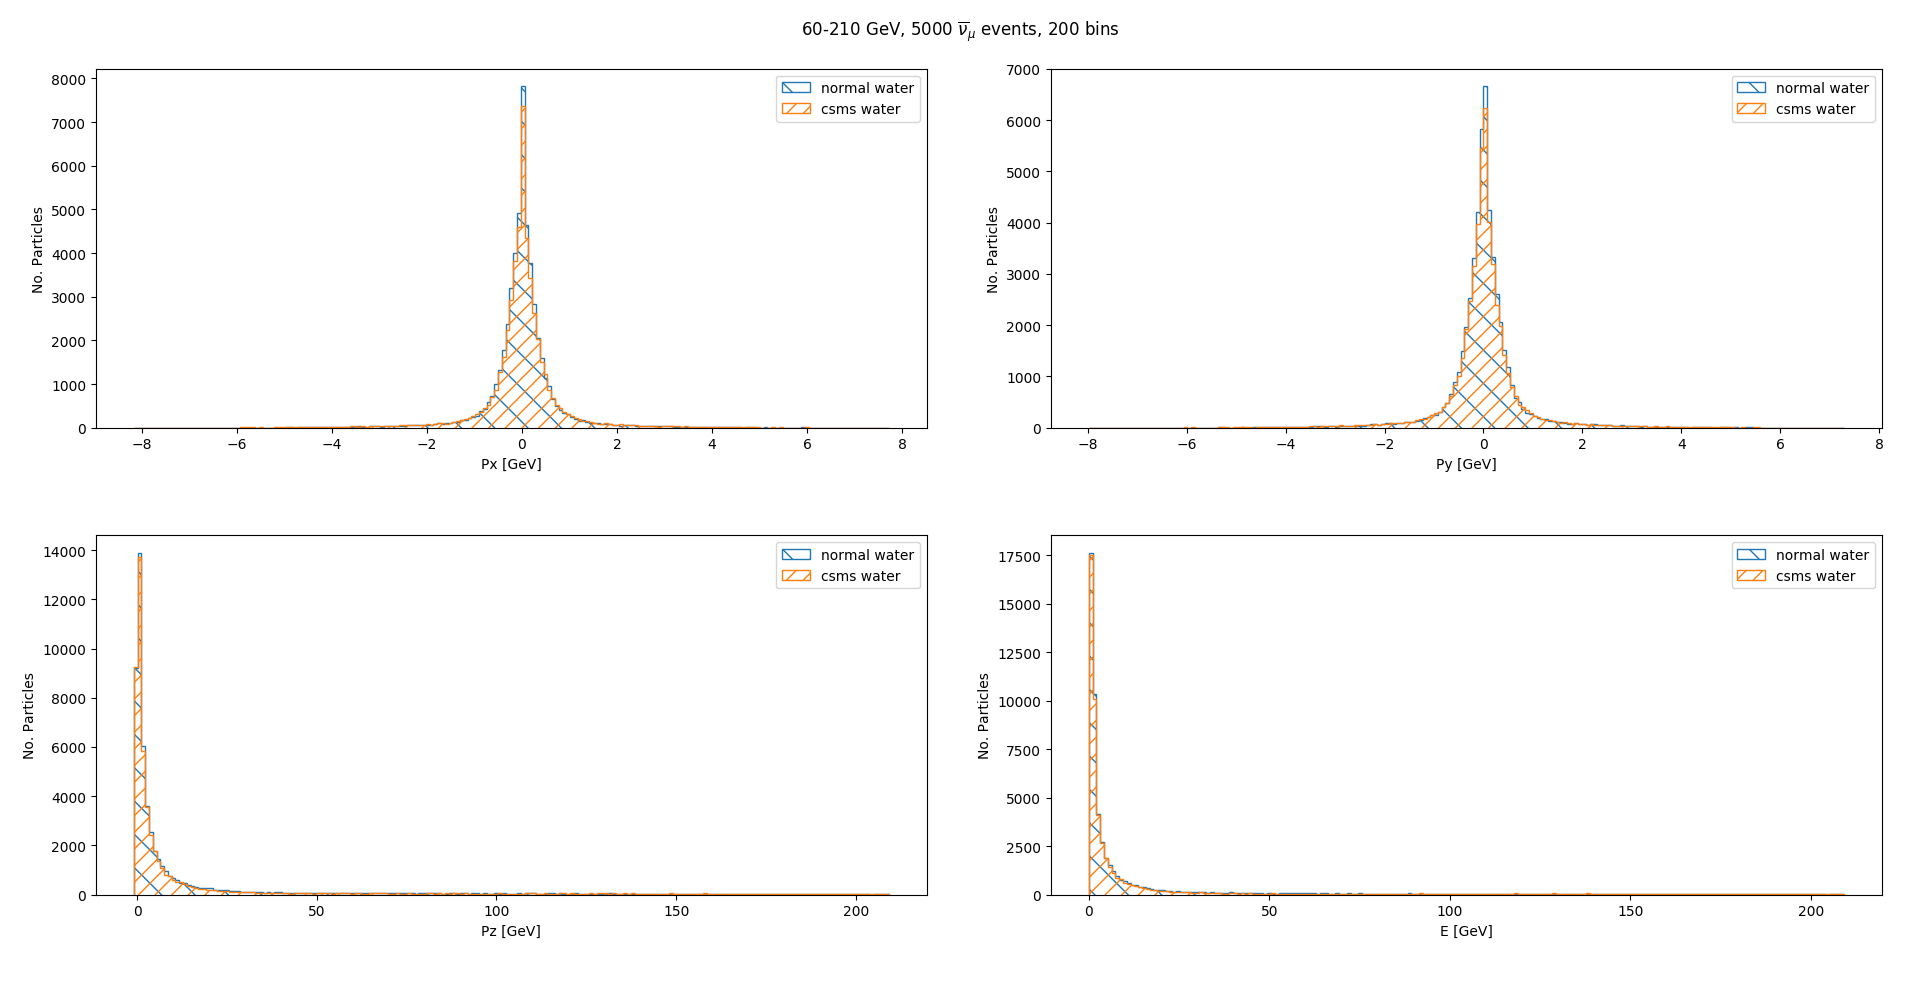 60-210 GeV, 5000 ν̅μ events, 200 bins
8000
7000
6000
5000
4000
3000
2000
1000
0
No. Particles
normal water
csms water
−8 −6 −4 −2 0 2 4 6 8
Px [GeV]
7000
6000
5000
4000
3000
2000
1000
0
No. Particles
normal water
csms water
−8 −6 −4 −2 0 2 4 6 8
Py [GeV]
14000
12000
10000
8000
6000
4000
2000
0
No. Particles
normal water
csms water
0 50 100 150 200
Pz [GeV]
17500
15000
12500
10000
7500
5000
2500
0
No. Particles
normal water
csms water
0 50 100 150 200
E [GeV]